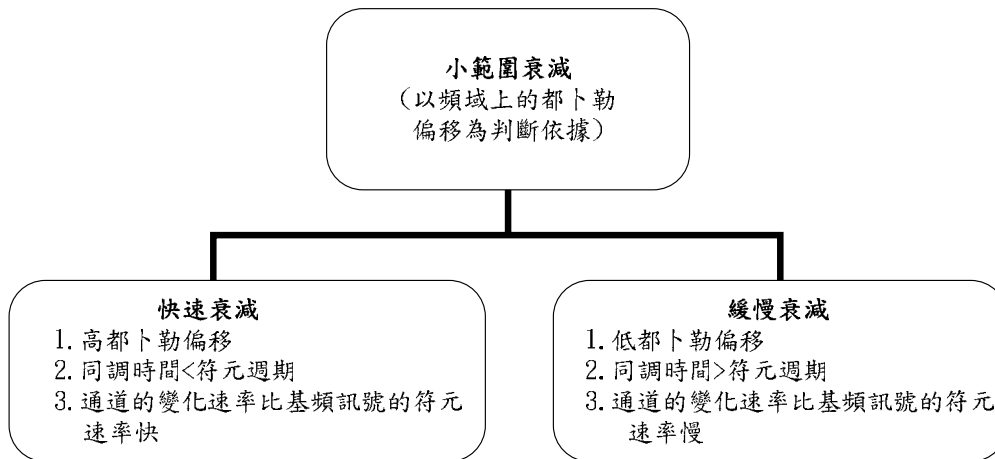 小範圍衰減
（以頻域上的都卜勒
偏移為判斷依據）
快速衰減
1. 高都卜勒偏移
2. 同調時間<符元週期
3. 通道的變化速率比基頻訊號的符元
速率快
緩慢衰減
1. 低都卜勒偏移
2. 同調時間>符元週期
3. 通道的變化速率比基頻訊號的符元
速率慢